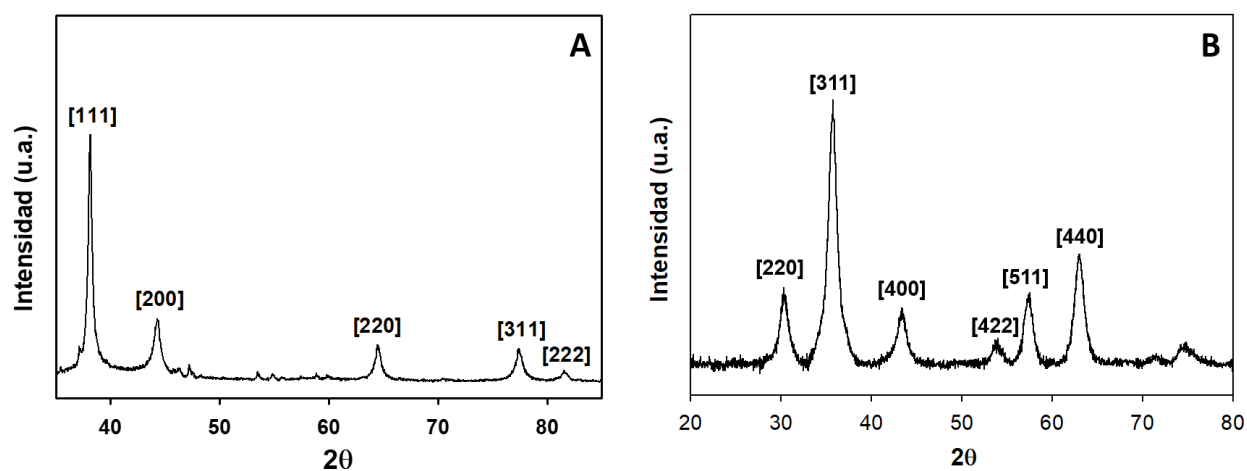 A
[111]
[200]
[220]
[311]
[222]
Intensidad (u.a.)
40 50 60 70 80
2θ
B
[311]
[220]
[400]
[422]
[511]
[440]
Intensidad (u.a.)
20 30 40 50 60 70 80
2θ